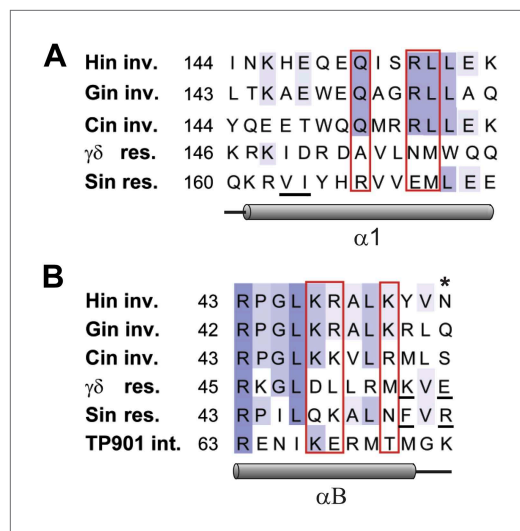 A
Hin inv. 144 I N K H E Q E Q I S R L L E K
Gin inv. 143 L T K A E W E Q A G R L L A Q
Cin inv. 144 Y Q E E T W Q Q M R R L L E K
γδ res. 146 K R K I D R D A V L N M W Q Q
Sin res. 160 Q K R V I Y H R V V E M L E E
α1
B
*
Hin inv. 43 R P G L K R A L K Y V N
Gin inv. 42 R P G L K R A L K R L Q
Cin inv. 43 R P G L K K V L R M L S
γδ res. 45 R K G L D L L R M K V E
Sin res. 43 R P I L Q K A L N F V R
TP901 int. 63 R E N I K E R M T M G K
αB